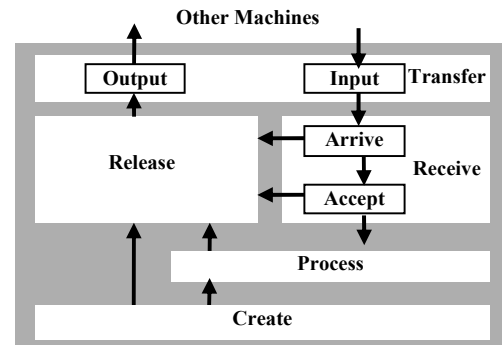 Other Machines
Output
Input
Transfer
Arrive
Release
Receive
Accept
Process
Create